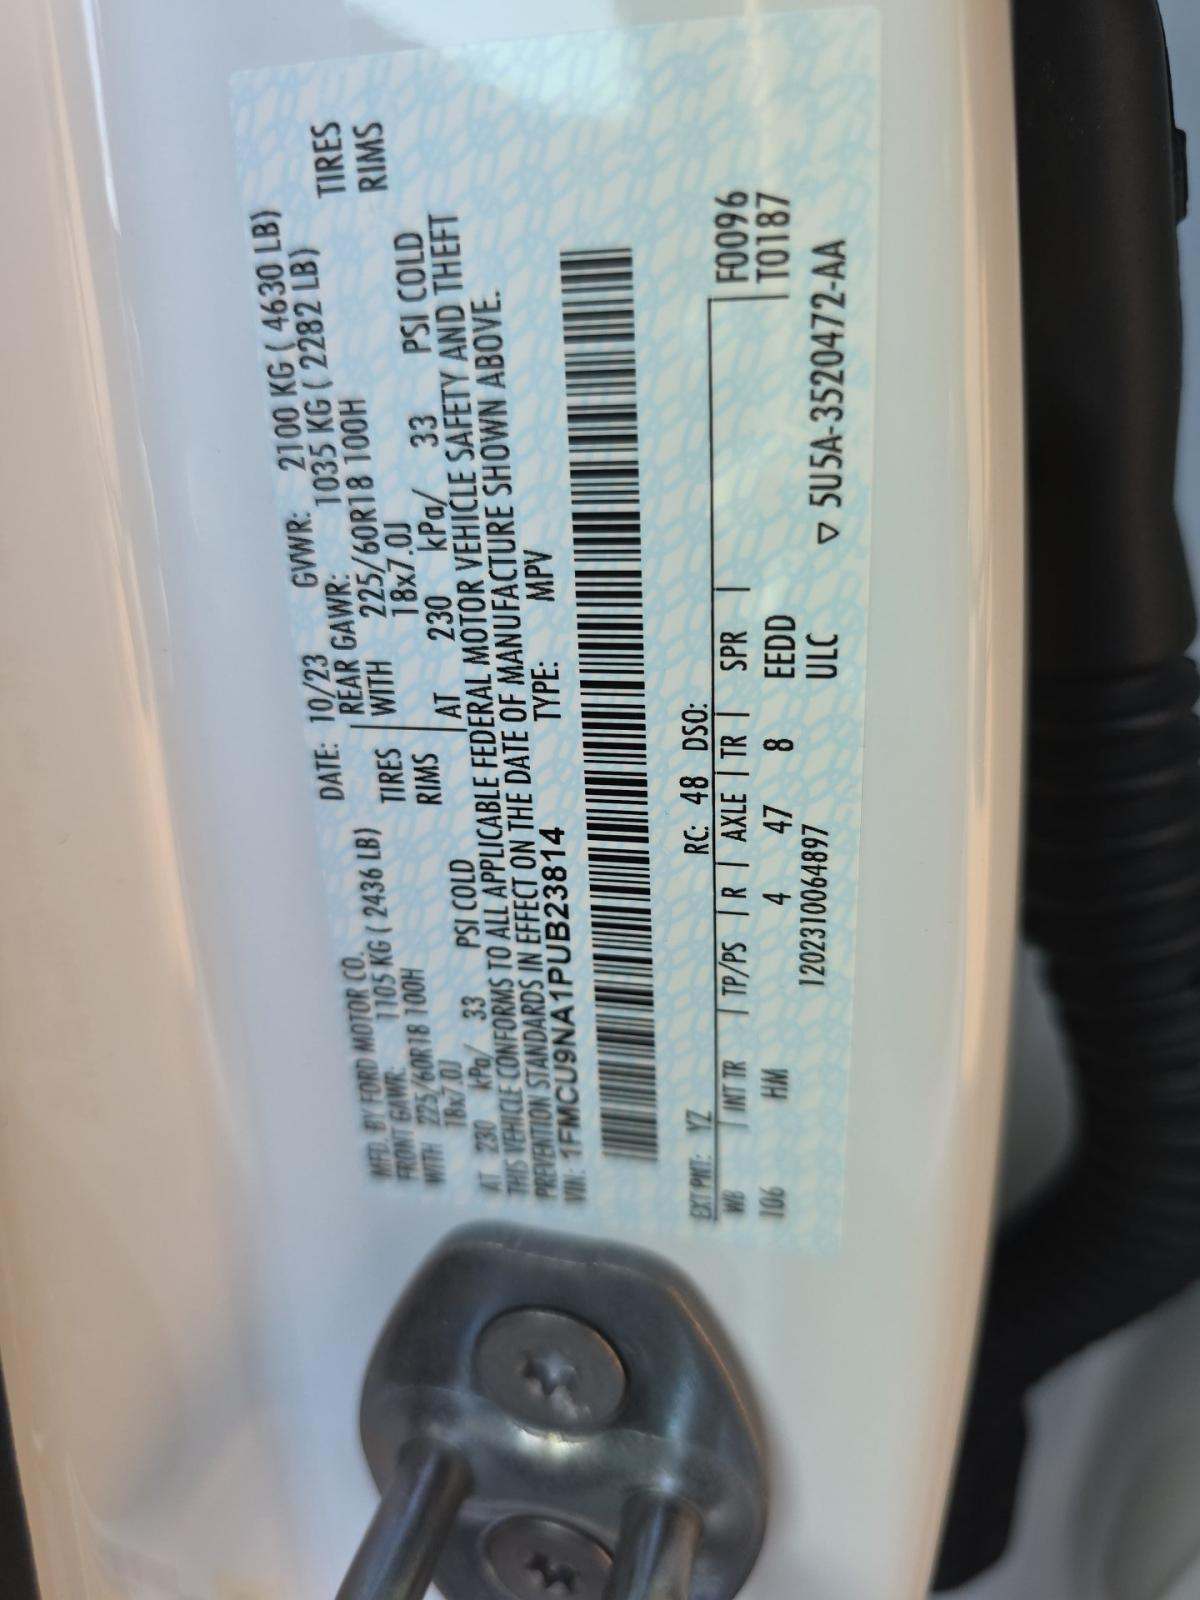 MFD. BY FORD MOTOR CO. DATE: 10/23 GVWR: 2100 KG ( 4630 LB)
FRONT GAWR: 1105 KG ( 2436 LB) REAR GAWR: 1035 KG ( 2282 LB)
WITH 225/60R18 100H TIRES WITH 225/60R18 100H TIRES
18x7.0J RIMS 18x7.0J RIMS
AT 230 kPa/ 33 PSI COLD AT 230 kPa/ 33 PSI COLD
THIS VEHICLE CONFORMS TO ALL APPLICABLE FEDERAL MOTOR VEHICLE SAFETY AND THEFT
PREVENTION STANDARDS IN EFFECT ON THE DATE OF MANUFACTURE SHOWN ABOVE.
VIN: 1FMCU9NA1PUB23814 TYPE: MPV
EXT PNT: YZ RC: 48 DSO:
WB | INT TR | TP/PS | R | AXLE | TR | SPR | F0096
106 HM 4 47 8 EEDD T0187
1202310064897 ULC ▽ 5U5A-3520472-AA